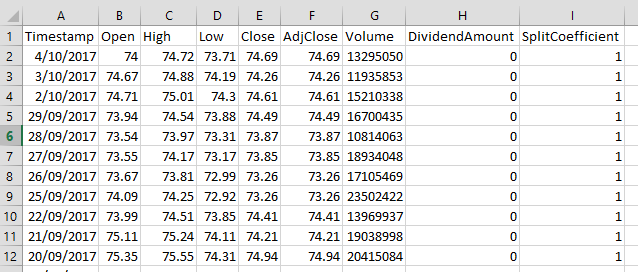 A B C D E F G H I
1 Timestamp Open High Low Close AdjClose Volume DividendAmount SplitCoefficient
2 4/10/2017 74 74.72 73.71 74.69 74.69 13295050 0 1
3 3/10/2017 74.67 74.88 74.19 74.26 74.26 11935853 0 1
4 2/10/2017 74.71 75.01 74.3 74.61 74.61 15210338 0 1
5 29/09/2017 73.94 74.54 73.88 74.49 74.49 16700435 0 1
6 28/09/2017 73.54 73.97 73.31 73.87 73.87 10814063 0 1
7 27/09/2017 73.55 74.17 73.17 73.85 73.85 18934048 0 1
8 26/09/2017 73.67 73.81 72.99 73.26 73.26 17105469 0 1
9 25/09/2017 74.09 74.25 72.92 73.26 73.26 23502422 0 1
10 22/09/2017 73.99 74.51 73.85 74.41 74.41 13969937 0 1
11 21/09/2017 75.11 75.24 74.11 74.21 74.21 19038998 0 1
12 20/09/2017 75.35 75.55 74.31 74.94 74.94 20415084 0 1